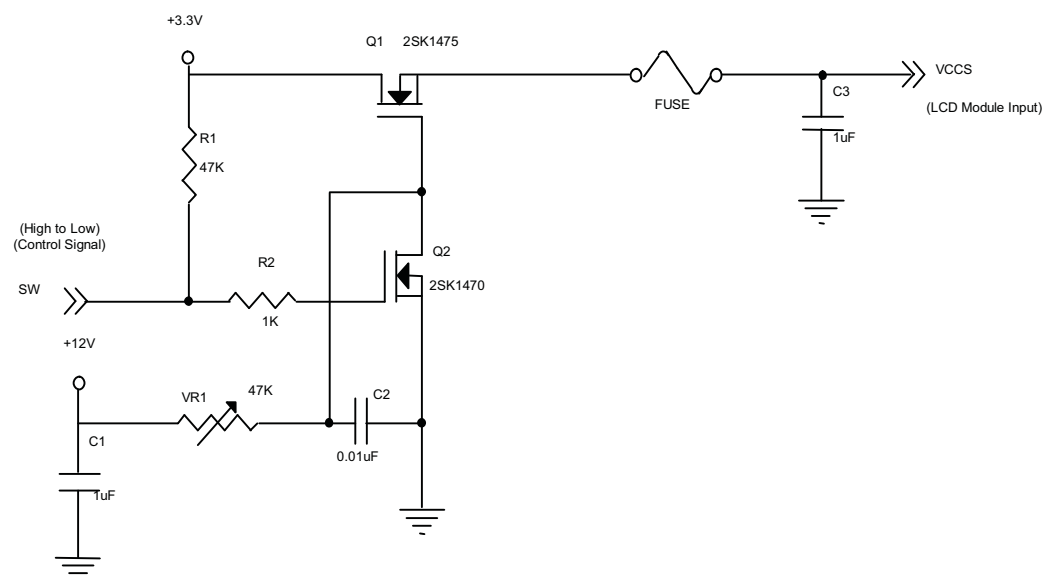 +3.3V
Q1 2SK1475
VCCS
FUSE
C3
(LCD Module Input)
1uF
R1
47K
(High to Low)
(Control Signal)
Q2
R2
2SK1470
SW
1K
+12V
VR1
47K
C2
C1
0.01uF
1uF